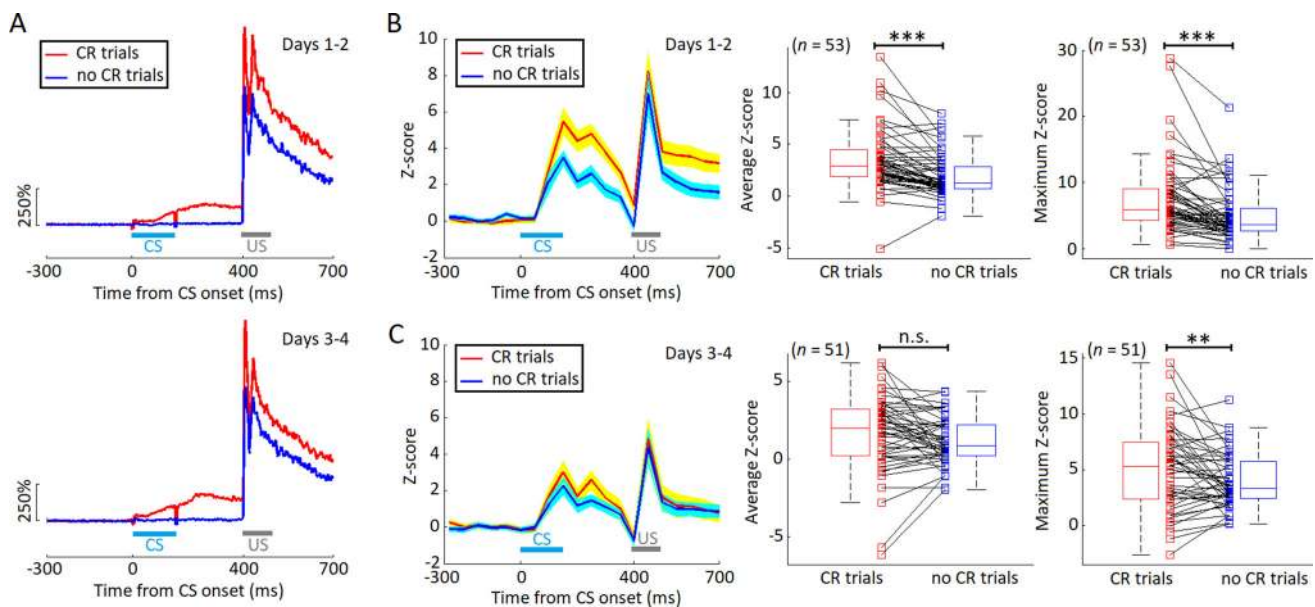 A
CR trials
no CR trials
Days 1-2
250%
CS
US
-300
0
400
700
Time from CS onset (ms)
Days 3-4
250%
CS
US
-300
0
400
700
Time from CS onset (ms)
B
CR trials
no CR trials
Days 1-2
Z-score
10
8
6
4
2
0
-2
CS
US
-300
0
400
700
Time from CS onset (ms)
(n = 53)
***
Average Z-score
10
5
0
-5
CR trials
no CR trials
(n = 53)
***
Maximum Z-score
30
20
10
0
CR trials
no CR trials
C
CR trials
no CR trials
Days 3-4
Z-score
10
8
6
4
2
0
-2
CS
US
-300
0
400
700
Time from CS onset (ms)
(n = 51)
n.s.
Average Z-score
5
0
-5
CR trials
no CR trials
(n = 51)
**
Maximum Z-score
15
10
5
0
CR trials
no CR trials